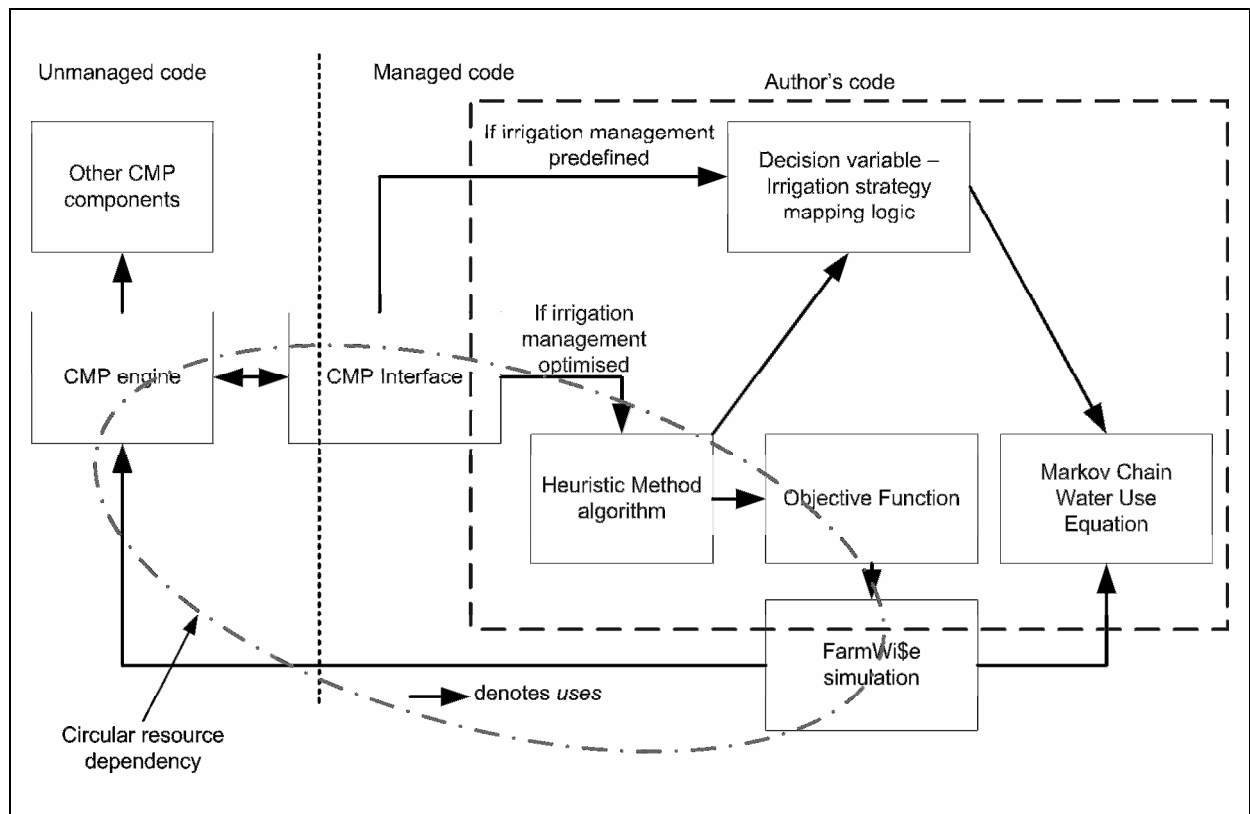 Unmanaged code
Managed code
Author's code
Other CMP
components
If irrigation management
predefined
Decision variable –
Irrigation strategy
mapping logic
CMP engine
CMP Interface
If irrigation
management
optimised
Heuristic Method
algorithm
Objective Function
Markov Chain
Water Use
Equation
FarmWi$e
simulation
denotes uses
Circular resource
dependency